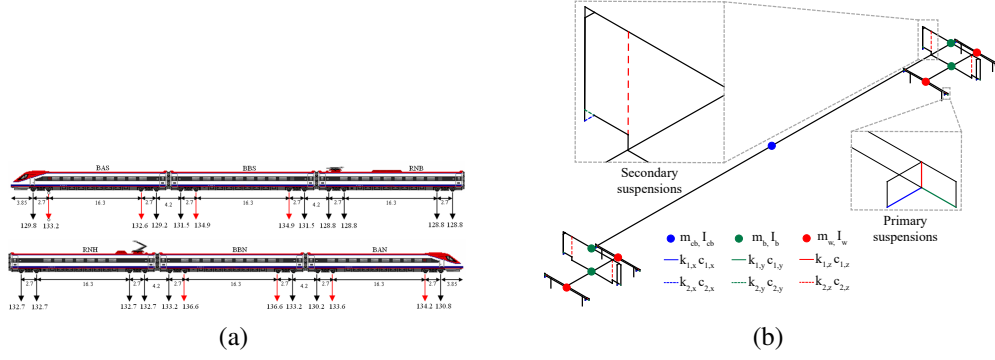 BAS BBS RNB
3.85 2.7 16.3 2.7 4.2 2.7 16.3 2.7 4.2 2.7 16.3 2.7
129.8 133.2 132.6 129.2 131.5 134.9 134.9 131.5 128.8 128.8 128.8 128.8
RNH BBN BAN
2.7 16.3 2.7 4.2 2.7 16.3 2.7 4.2 2.7 16.3 2.7 3.85
132.7 132.7 132.7 132.7 133.2 136.6 136.6 133.2 130.2 133.6 134.2 130.8
(a)
Secondary
suspensions
Primary
suspensions
m_cb, I_cb m_b, I_b m_w, I_w
k_1,x c_1,x k_1,y c_1,y k_1,z c_1,z
k_2,x c_2,x k_2,y c_2,y k_2,z c_2,z
(b)